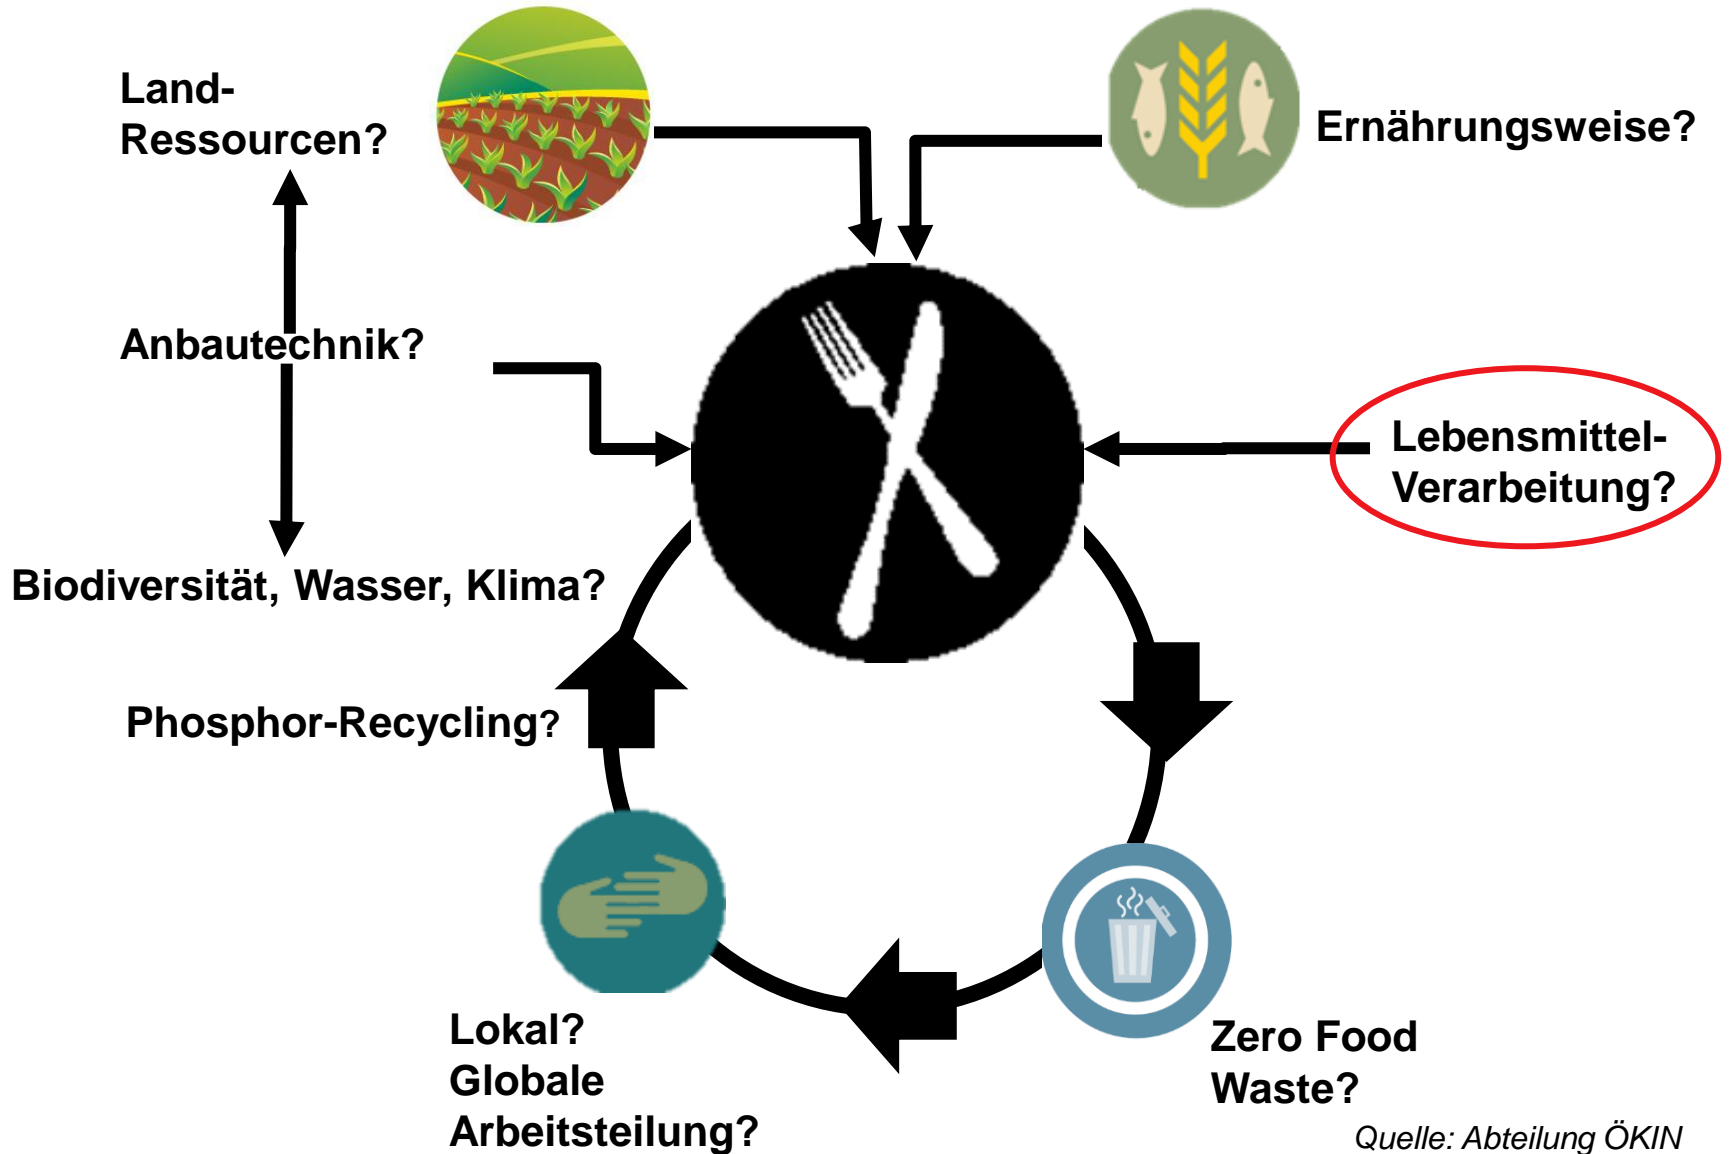 Land-
Ressourcen?
Ernährungsweise?
Anbautechnik?
Lebensmittel-
Verarbeitung?
Biodiversität, Wasser, Klima?
Phosphor-Recycling?
Lokal?
Globale
Arbeitsteilung?
Zero Food
Waste?
Quelle: Abteilung ÖKIN